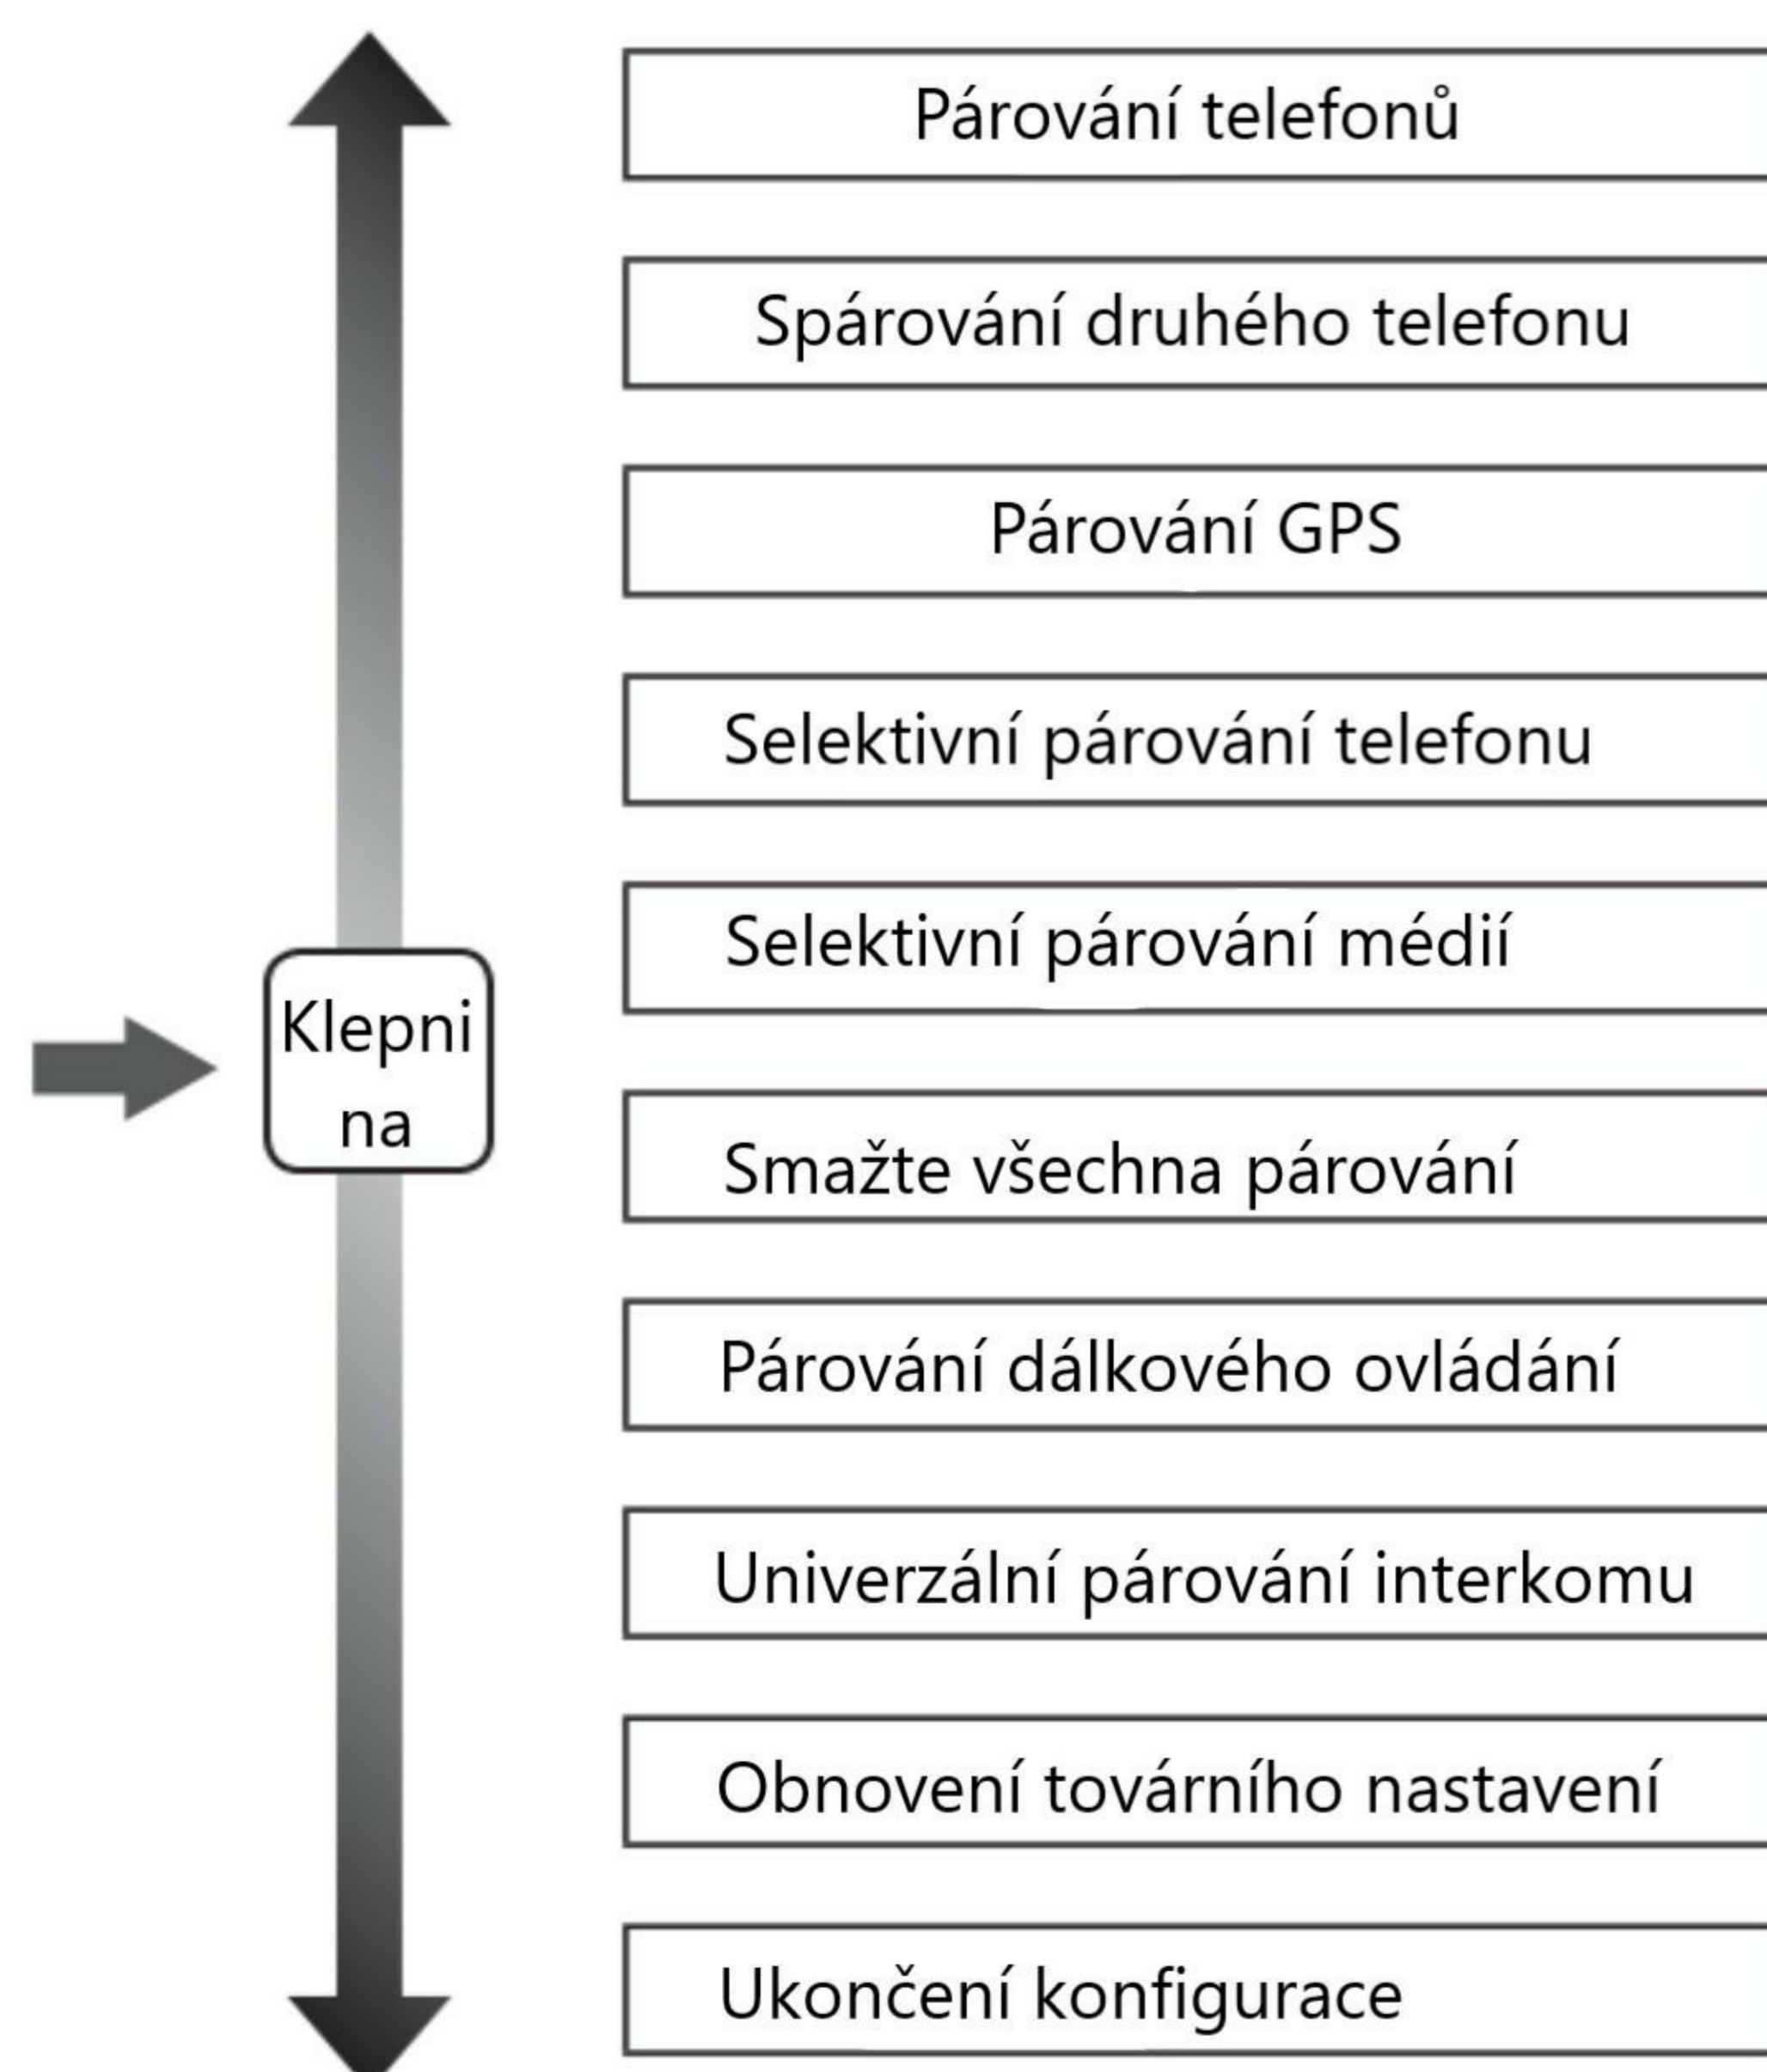 Párování telefonů
Spárování druhého telefonu
Párování GPS
Selektivní párování telefonu
Selektivní párování médií
Klepni
na
Smažte všechna párování
Párování dálkového ovládání
Univerzální párování interkomu
Obnovení továrního nastavení
Ukončení konfigurace